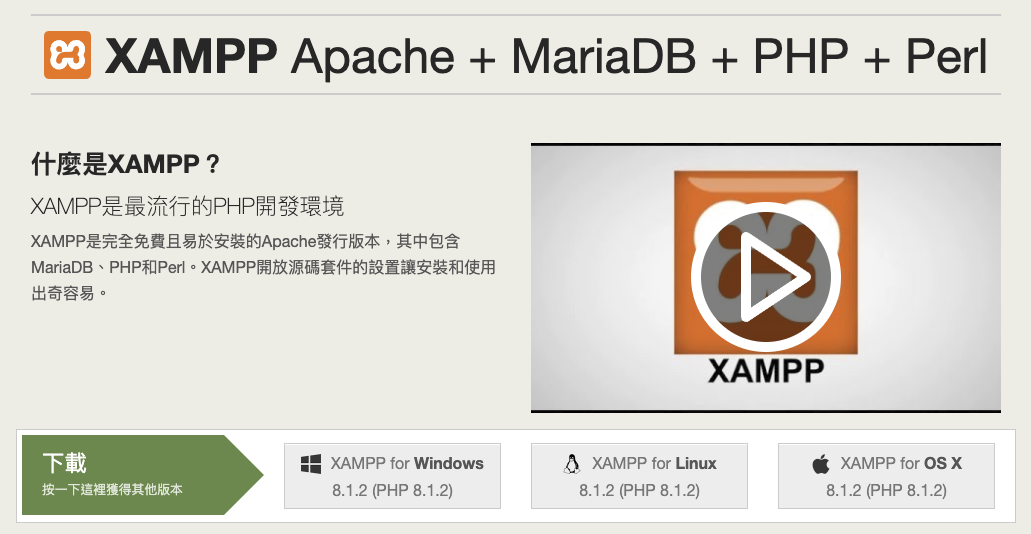 XAMPP Apache + MariaDB + PHP + Perl
什麼是XAMPP？
XAMPP是最流行的PHP開發環境
XAMPP是完全免費且易於安裝的Apache發行版本，其中包含
MariaDB、PHP和Perl。XAMPP開放源碼套件的設置讓安裝和使用
出奇容易。
XAMPP
下載
按一下這裡獲得其他版本
XAMPP for Windows
8.1.2 (PHP 8.1.2)
XAMPP for Linux
8.1.2 (PHP 8.1.2)
XAMPP for OS X
8.1.2 (PHP 8.1.2)